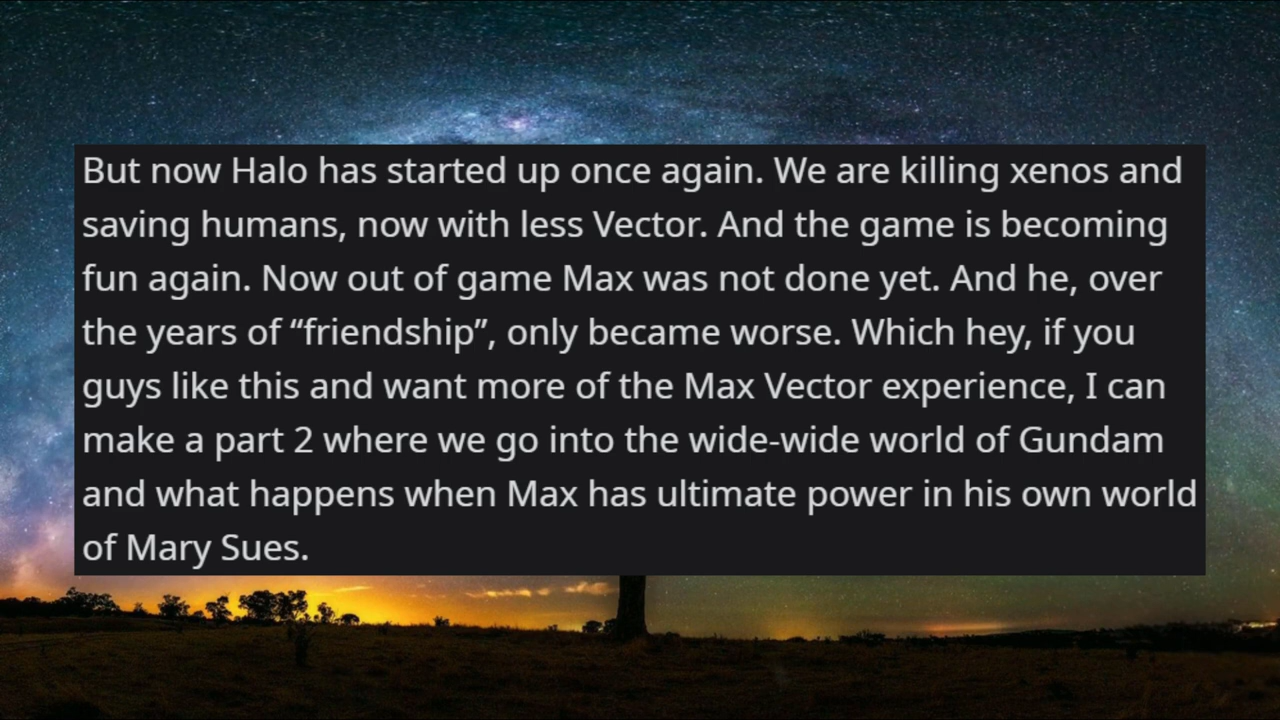 But now Halo has started up once again. We are killing xenos and
saving humans, now with less Vector. And the game is becoming
fun again. Now out of game Max was not done yet. And he, over
the years of “friendship”, only became worse. Which hey, if you
guys like this and want more of the Max Vector experience, I can
make a part 2 where we go into the wide-wide world of Gundam
and what happens when Max has ultimate power in his own world
of Mary Sues.